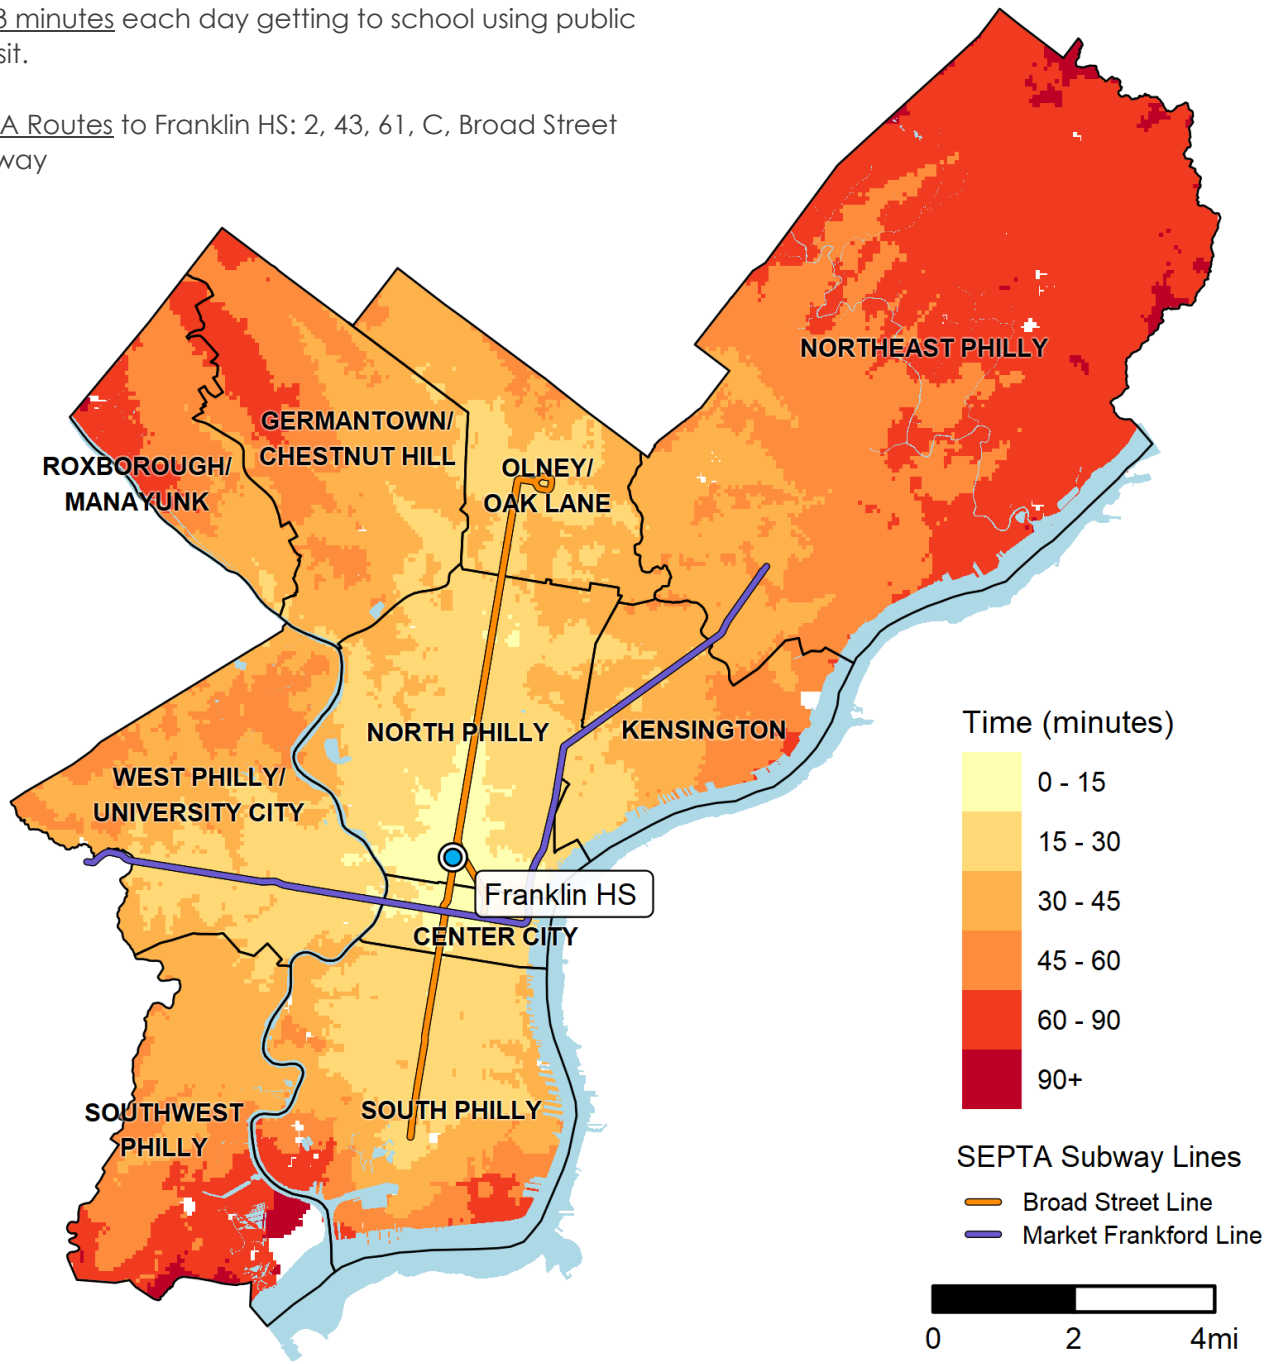 3 minutes each day getting to school using public
sit.
A Routes to Franklin HS: 2, 43, 61, C, Broad Street
way
NORTHEAST PHILLY
GERMANTOWN/
CHESTNUT HILL
ROXBOROUGH/
MANAYUNK
OLNEY/
OAK LANE
NORTH PHILLY
KENSINGTON
WEST PHILLY/
UNIVERSITY CITY
Franklin HS
CENTER CITY
SOUTHWEST
PHILLY
SOUTH PHILLY
Time (minutes)
0 - 15
15 - 30
30 - 45
45 - 60
60 - 90
90+
SEPTA Subway Lines
Broad Street Line
Market Frankford Line
0 2 4mi